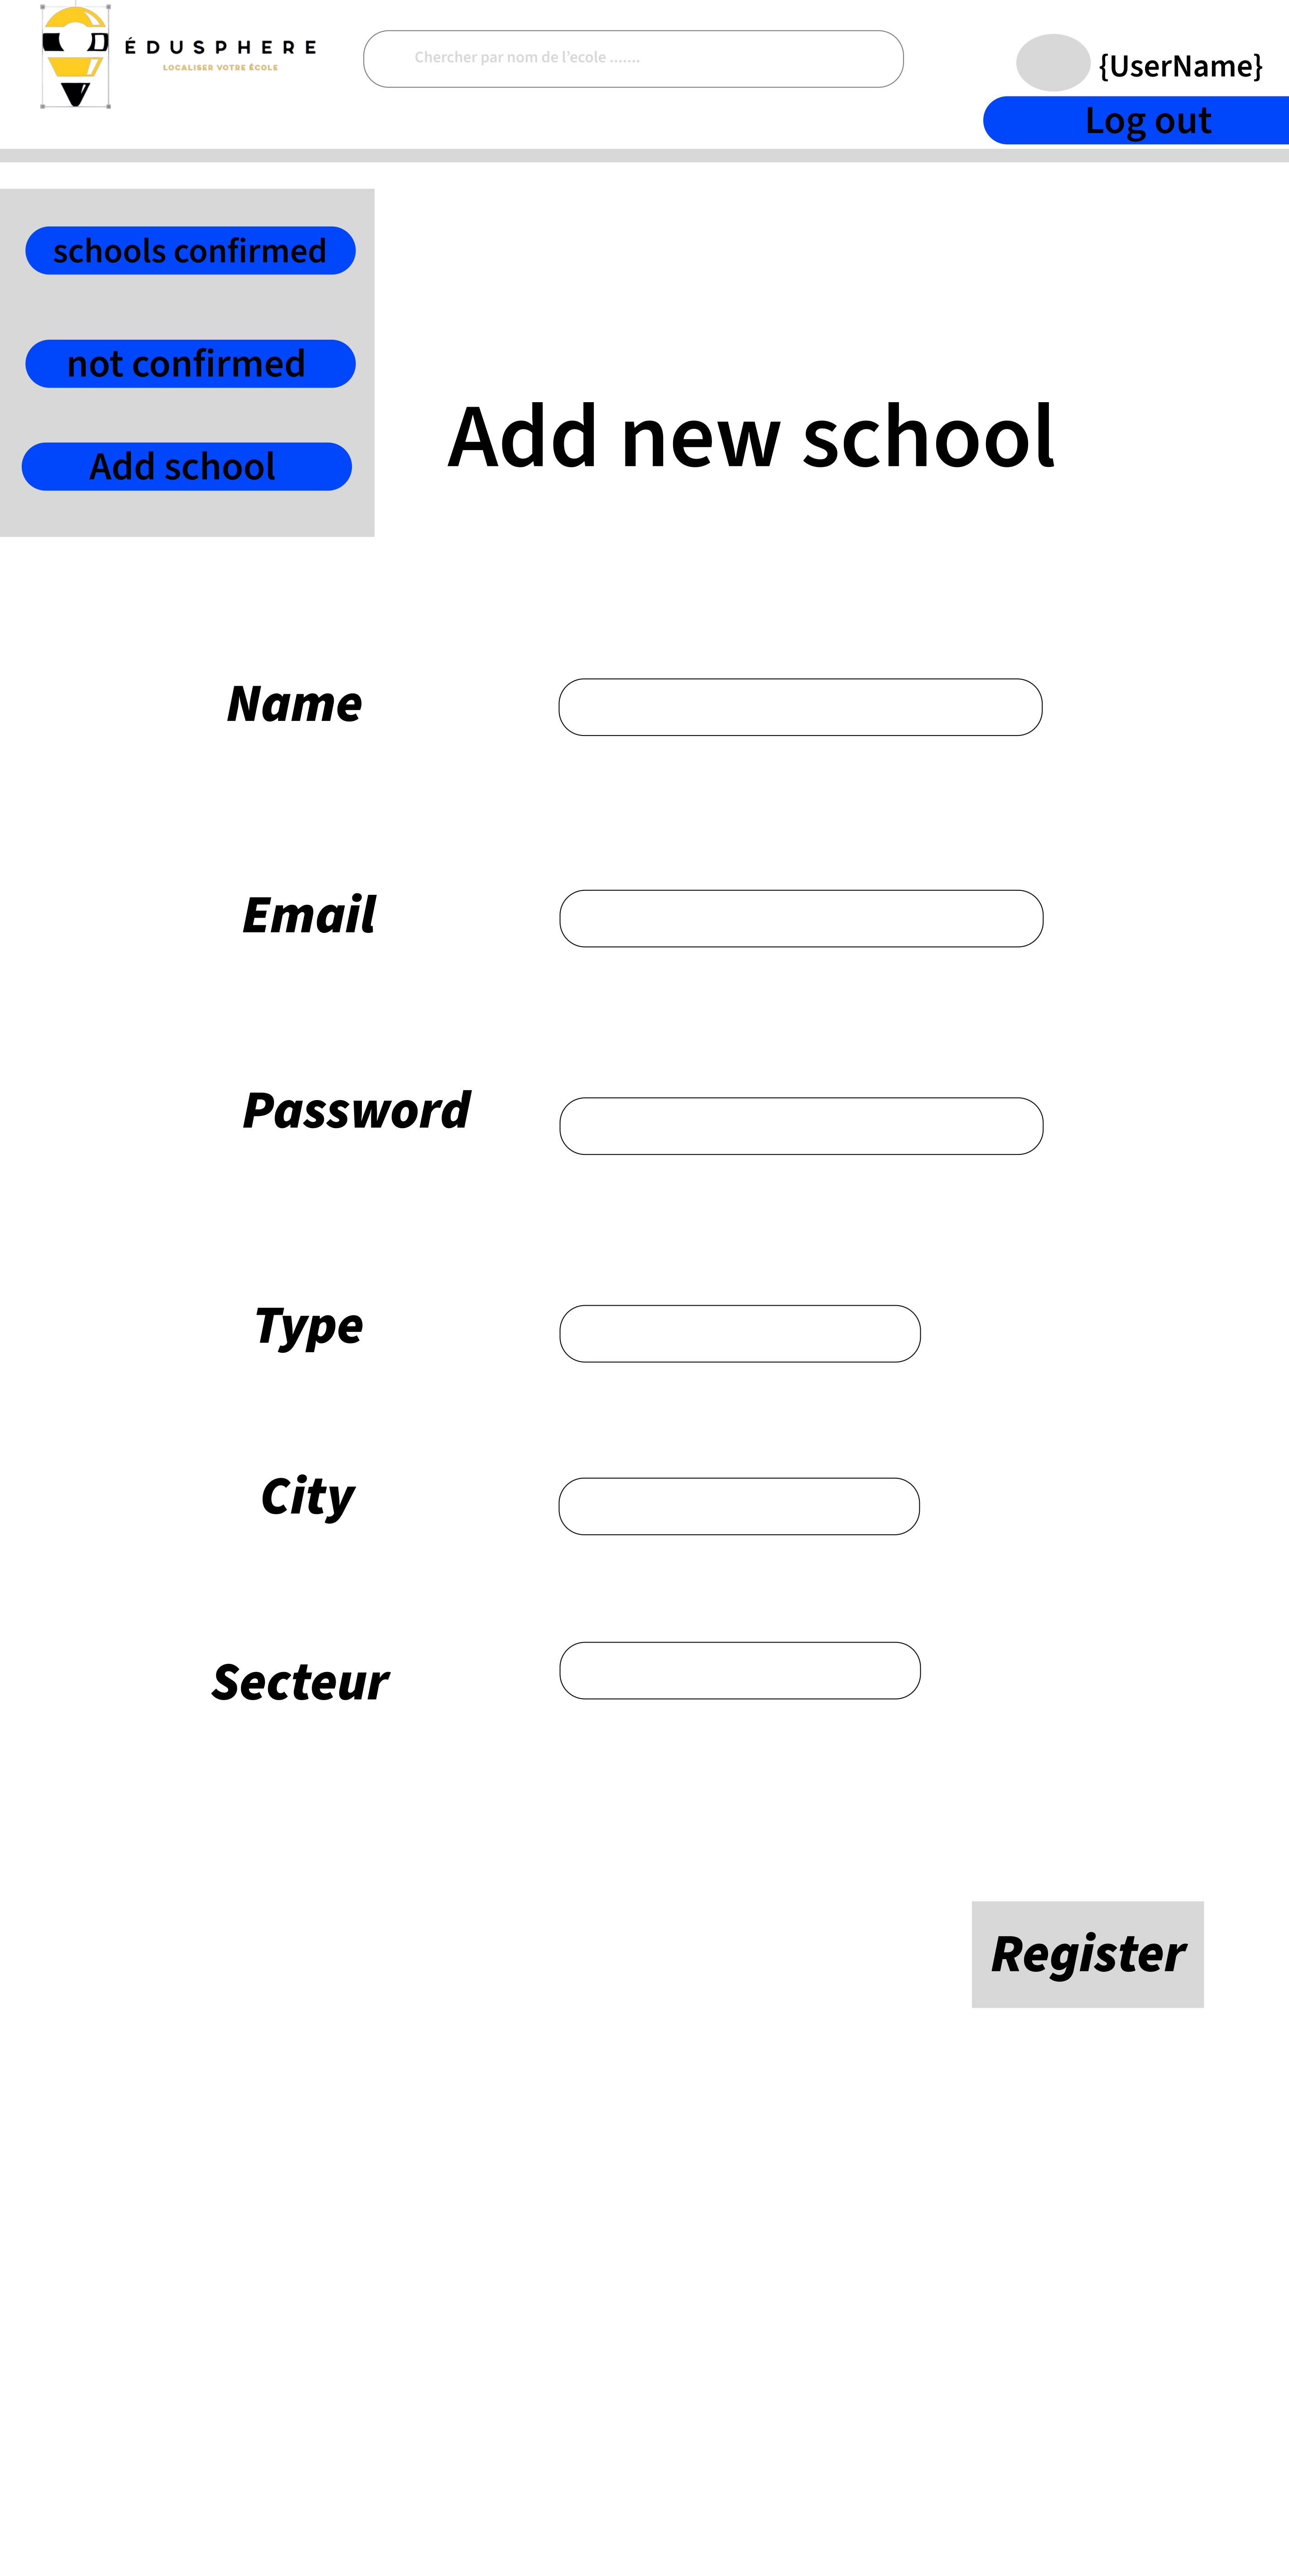 ÉDUSPHERE
LOCALISER VOTRE ÉCOLE
Chercher par nom de l'ecole .......
{UserName}
Log out
schools confirmed
not confirmed
Add school
Add new school
Name
Email
Password
Type
City
Secteur
Register